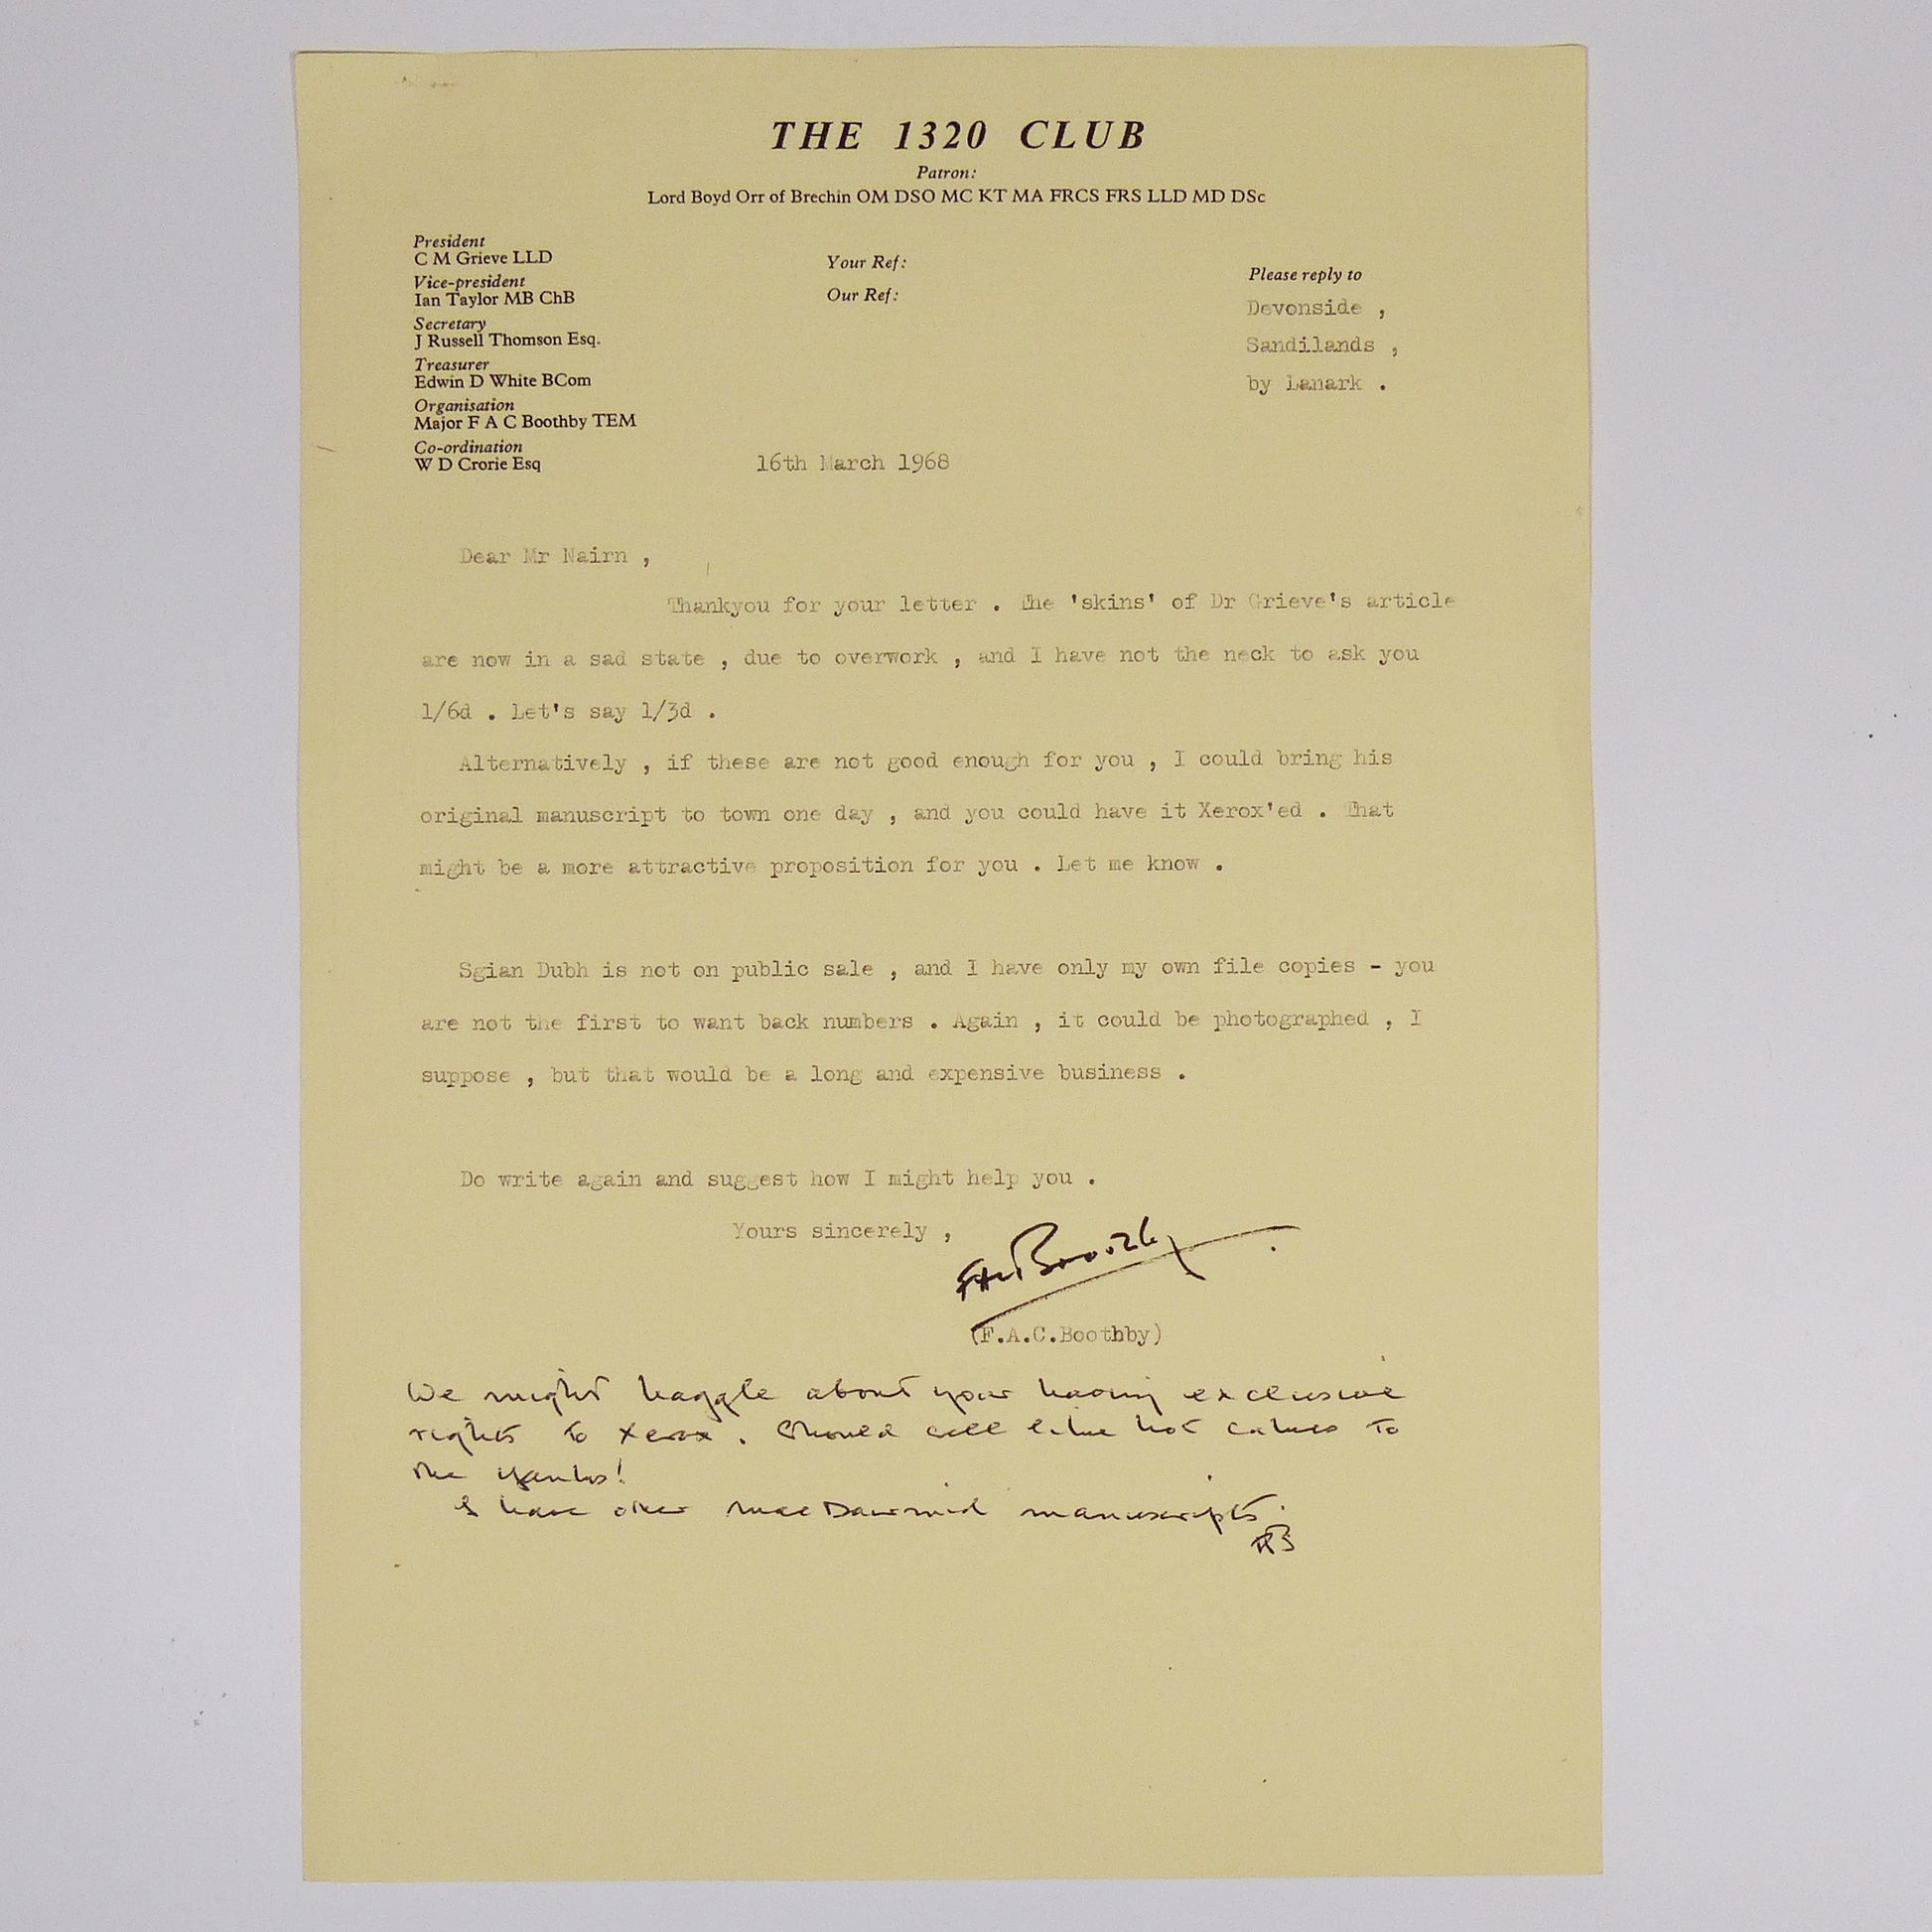 THE 1320 CLUB
Patron:
Lord Boyd Orr of Brechin OM DSO MC KT MA FRCS FRS LLD MD DSc
President
C M Grieve LLD
Vice-president
Ian Taylor MB ChB
Secretary
J Russell Thomson Esq.
Treasurer
Edwin D White BCom
Organisation
Major F A C Boothby TEM
Co-ordination
W D Crorie Esq
Your Ref:
Our Ref:
Please reply to
Devonside ,
Sandilands ,
by Lanark .
16th March 1968
Dear Mr Nairn ,
Thankyou for your letter . The 'skins' of Dr Grieve's article
are now in a sad state , due to overwork , and I have not the neck to ask you
1/6d . Let's say 1/3d .
Alternatively , if these are not good enough for you , I could bring his
original manuscript to town one day , and you could have it Xerox'ed . That
might be a more attractive proposition for you . Let me know .
Sgian Dubh is not on public sale , and I have only my own file copies - you
are not the first to want back numbers . Again , it could be photographed , I
suppose , but that would be a long and expensive business .
Do write again and suggest how I might help you .
Yours sincerely ,
FACBoothby
(F.A.C.Boothby)
We might haggle about your having exclusive
rights to Xerox. Should sell like hot cakes to
the Yanks!
I have other MacDiarmid manuscripts.
FB